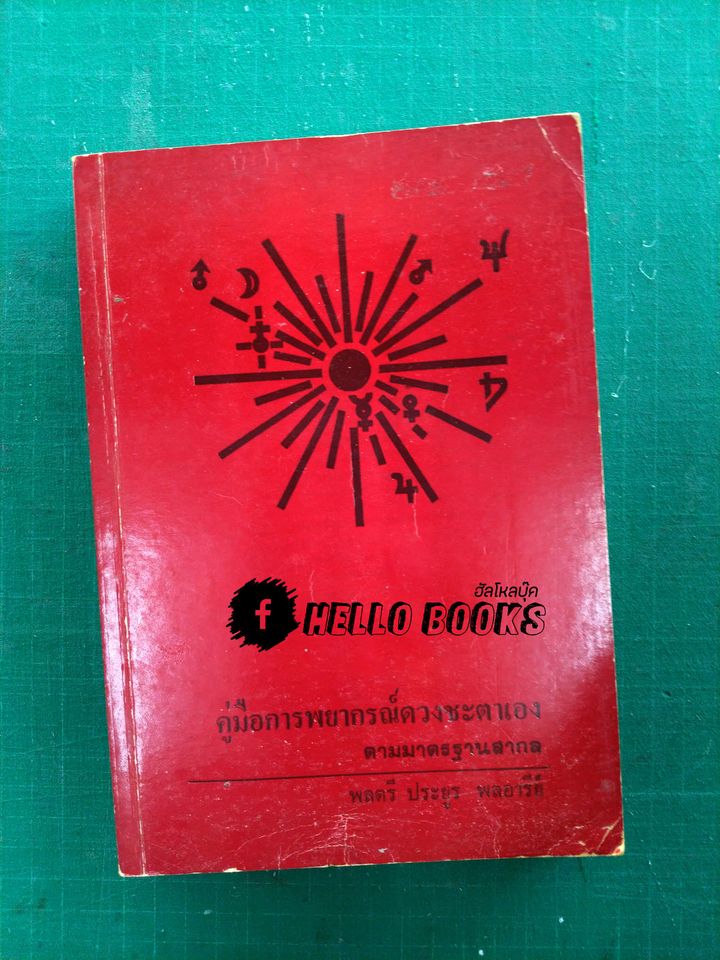 ฮัลโหลบุ๊ค
f HELLO BOOKS
คู่มือการพยากรณ์ดวงชะตาเอง
ตามมาตรฐานสากล
พลตรี ประยูร พลอารีย์